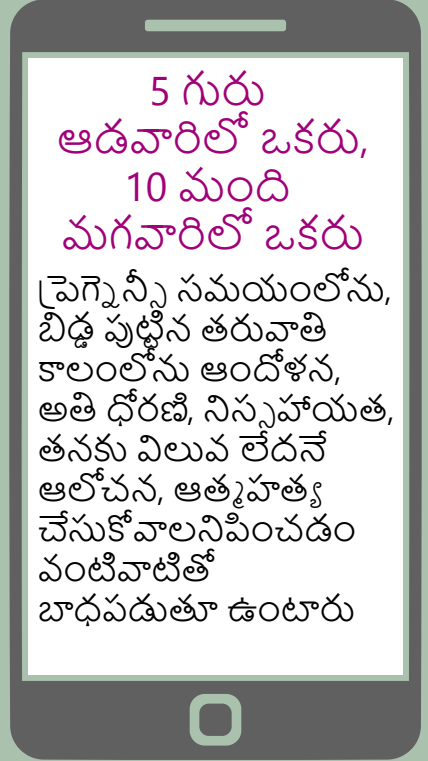 5 గురు
ఆడవారిలో ఒకరు,
10 మంది
మగవారిలో ఒకరు
ప్రెగ్నెన్సీ సమయంలోను,
బిడ్డ పుట్టిన తరువాతి
కాలంలోను ఆందోళన,
అతి ధోరణి, నిస్సహాయత,
తనకు విలువ లేదనే
ఆలోచన, ఆత్మహత్య
చేసుకోవాలనిపించడం
వంటివాటితో
బాధపడుతూ ఉంటారు